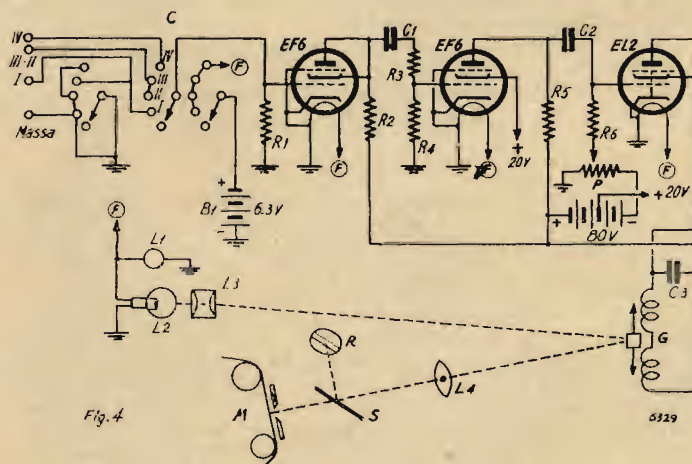 C
IV
III-II
I
Massa
IV
III
II
I
F
EF6
C1
EF6
C2
EL2
R1
R3
R2
R4
R5
R6
P
F
F
+
20V
+ 20V
+
B1
6.3V
-
+
80V
-
F
L1
L2
L3
C3
G
R
L4
M
S
Fig. 4
6329